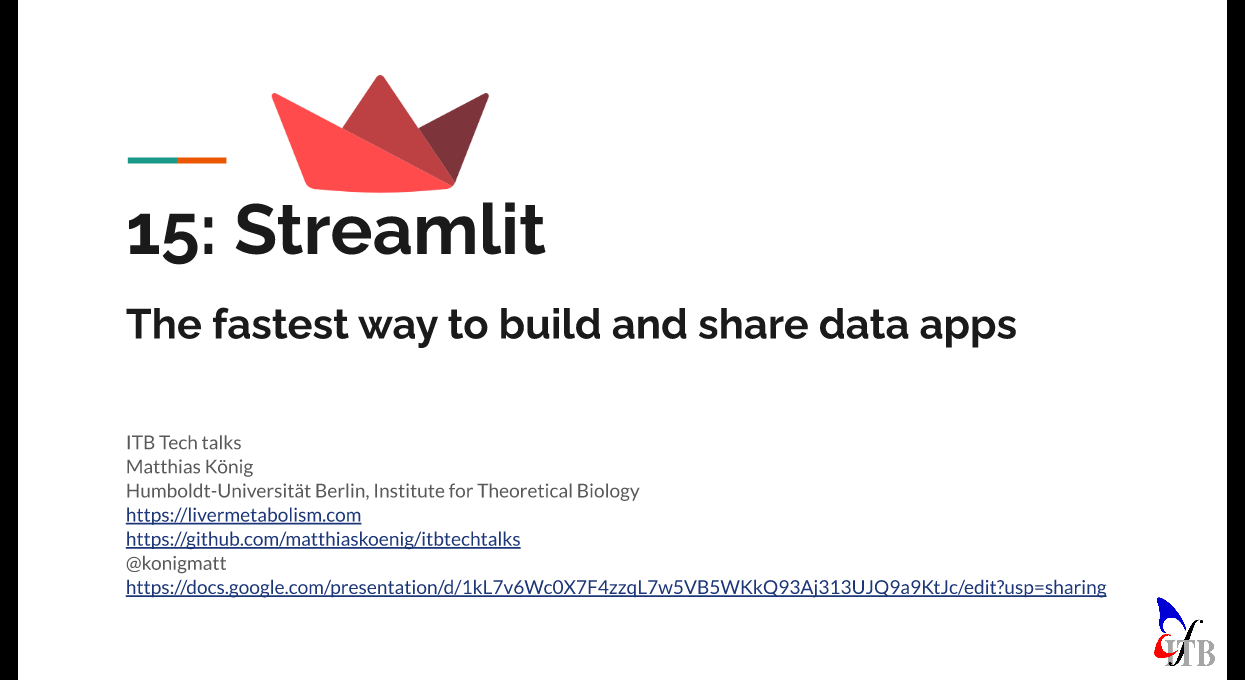 15: Streamlit
The fastest way to build and share data apps
ITB Tech talks
Matthias König
Humboldt-Universität Berlin, Institute for Theoretical Biology
https://livermetabolism.com
https://github.com/matthiaskoenig/itbtechtalks
@konigmatt
https://docs.google.com/presentation/d/1kL7v6Wc0X7F4zzqL7w5VB5WKkQ93Aj313UJQ9a9KtJc/edit?usp=sharing
ITB